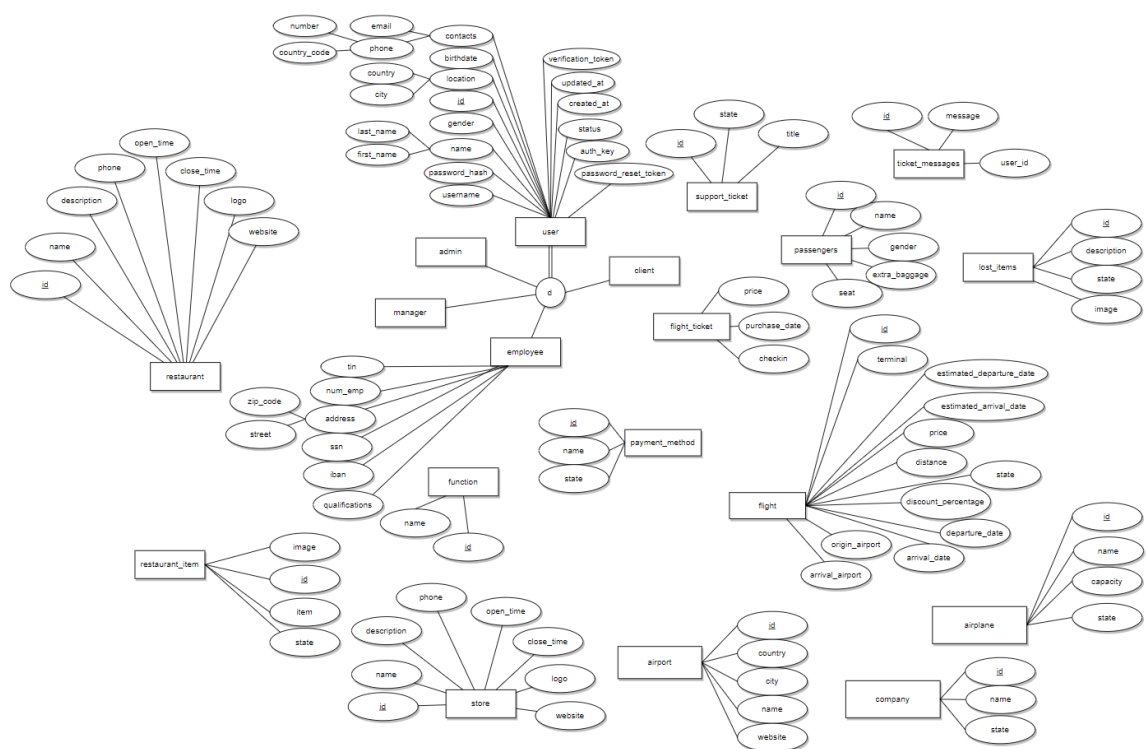 number
email
contacts
country_code
phone
birthdate
country
location
city
id
gender
last_name
name
first_name
password_hash
username
verification_token
updated_at
created_at
status
auth_key
password_reset_token
user
admin
client
d
manager
employee
open_time
phone
close_time
description
logo
name
website
id
restaurant
state
id
title
support_ticket
id
message
ticket_messages
user_id
id
name
passengers
gender
extra_baggage
seat
id
description
lost_items
state
image
price
flight_ticket
purchase_date
checkin
tin
num_emp
zip_code
address
street
ssn
iban
qualifications
function
name
id
id
name
payment_method
state
id
terminal
estimated_departure_date
estimated_arrival_date
price
distance
state
flight
discount_percentage
departure_date
origin_airport
arrival_date
arrival_airport
image
restaurant_item
id
item
state
phone
open_time
description
close_time
name
logo
id
store
website
id
country
airport
city
name
website
id
name
capacity
airplane
state
id
company
name
state